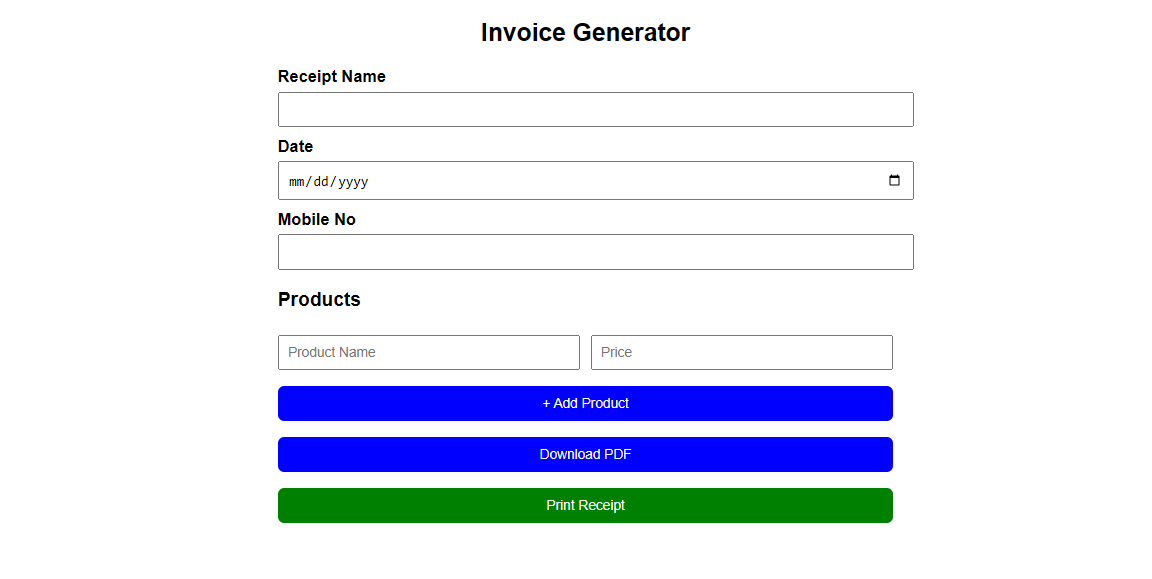 Invoice Generator
Receipt Name
Date
mm/dd/yyyy
Mobile No
Products
Product Name Price
+ Add Product
Download PDF
Print Receipt